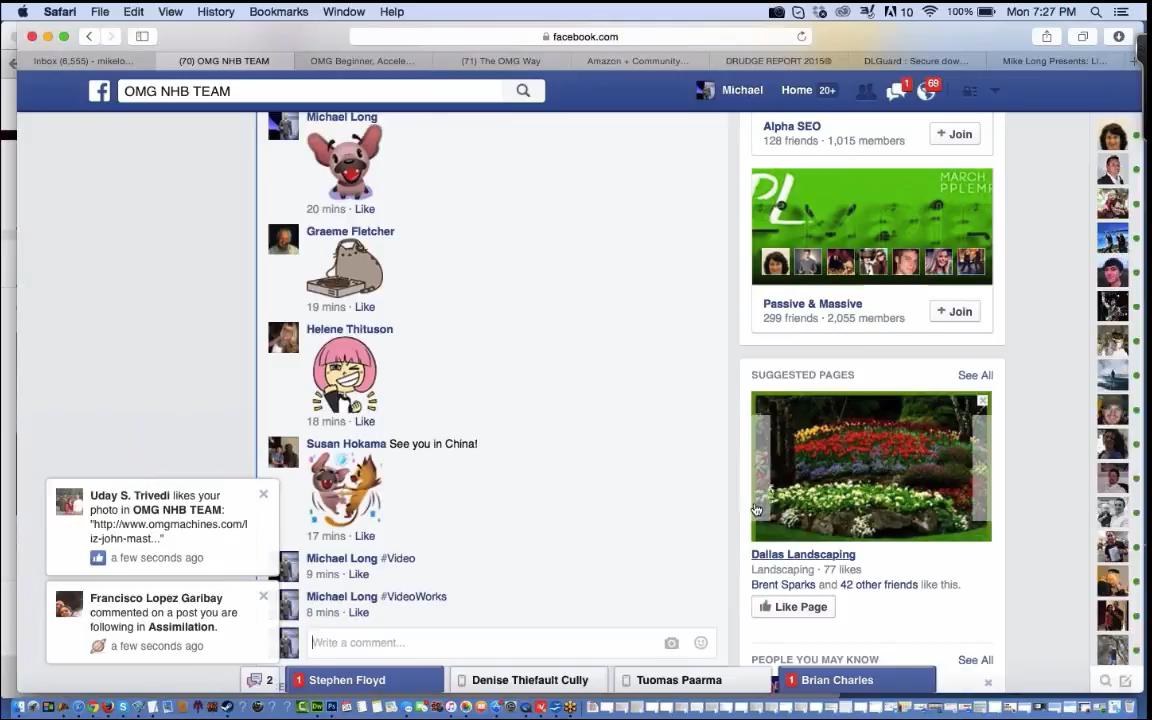 Safari File Edit View History Bookmarks Window Help
10 100% Mon 7:27 PM
facebook.com
Inbox (6,555) - mikelo... (70) OMG NHB TEAM OMG Beginner, Accele... (71) The OMG Way Amazon + Community... DRUDGE REPORT 2015® DLGuard : Secure dow... Mike Long Presents: Li...
OMG NHB TEAM
Michael Home 20+ 1 69
Michael Long
20 mins · Like
Graeme Fletcher
19 mins · Like
Helene Thituson
18 mins · Like
Susan Hokama See you in China!
17 mins · Like
Michael Long #Video
9 mins · Like
Michael Long #VideoWorks
8 mins · Like
Write a comment...
Alpha SEO
128 friends · 1,015 members
+ Join
MARCH
Passive & Massive
299 friends · 2,055 members
+ Join
SUGGESTED PAGES See All
Dallas Landscaping
Landscaping · 77 likes
Brent Sparks and 42 other friends like this.
Like Page
PEOPLE YOU MAY KNOW See All
Uday S. Trivedi likes your
photo in OMG NHB TEAM:
"http://www.omgmachines.com/l
iz-john-mast..."
a few seconds ago
Francisco Lopez Garibay
commented on a post you are
following in Assimilation.
a few seconds ago
2 1 Stephen Floyd Denise Thiefault Cully Tuomas Paarma 1 Brian Charles